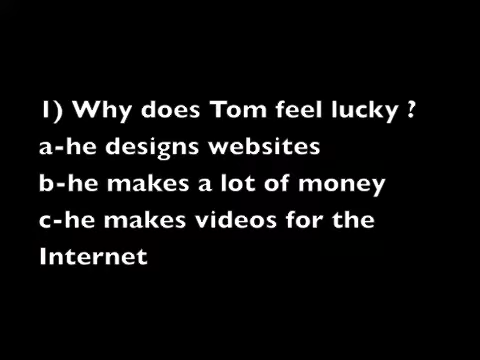 1) Why does Tom feel lucky ?
a-he designs websites
b-he makes a lot of money
c-he makes videos for the
Internet